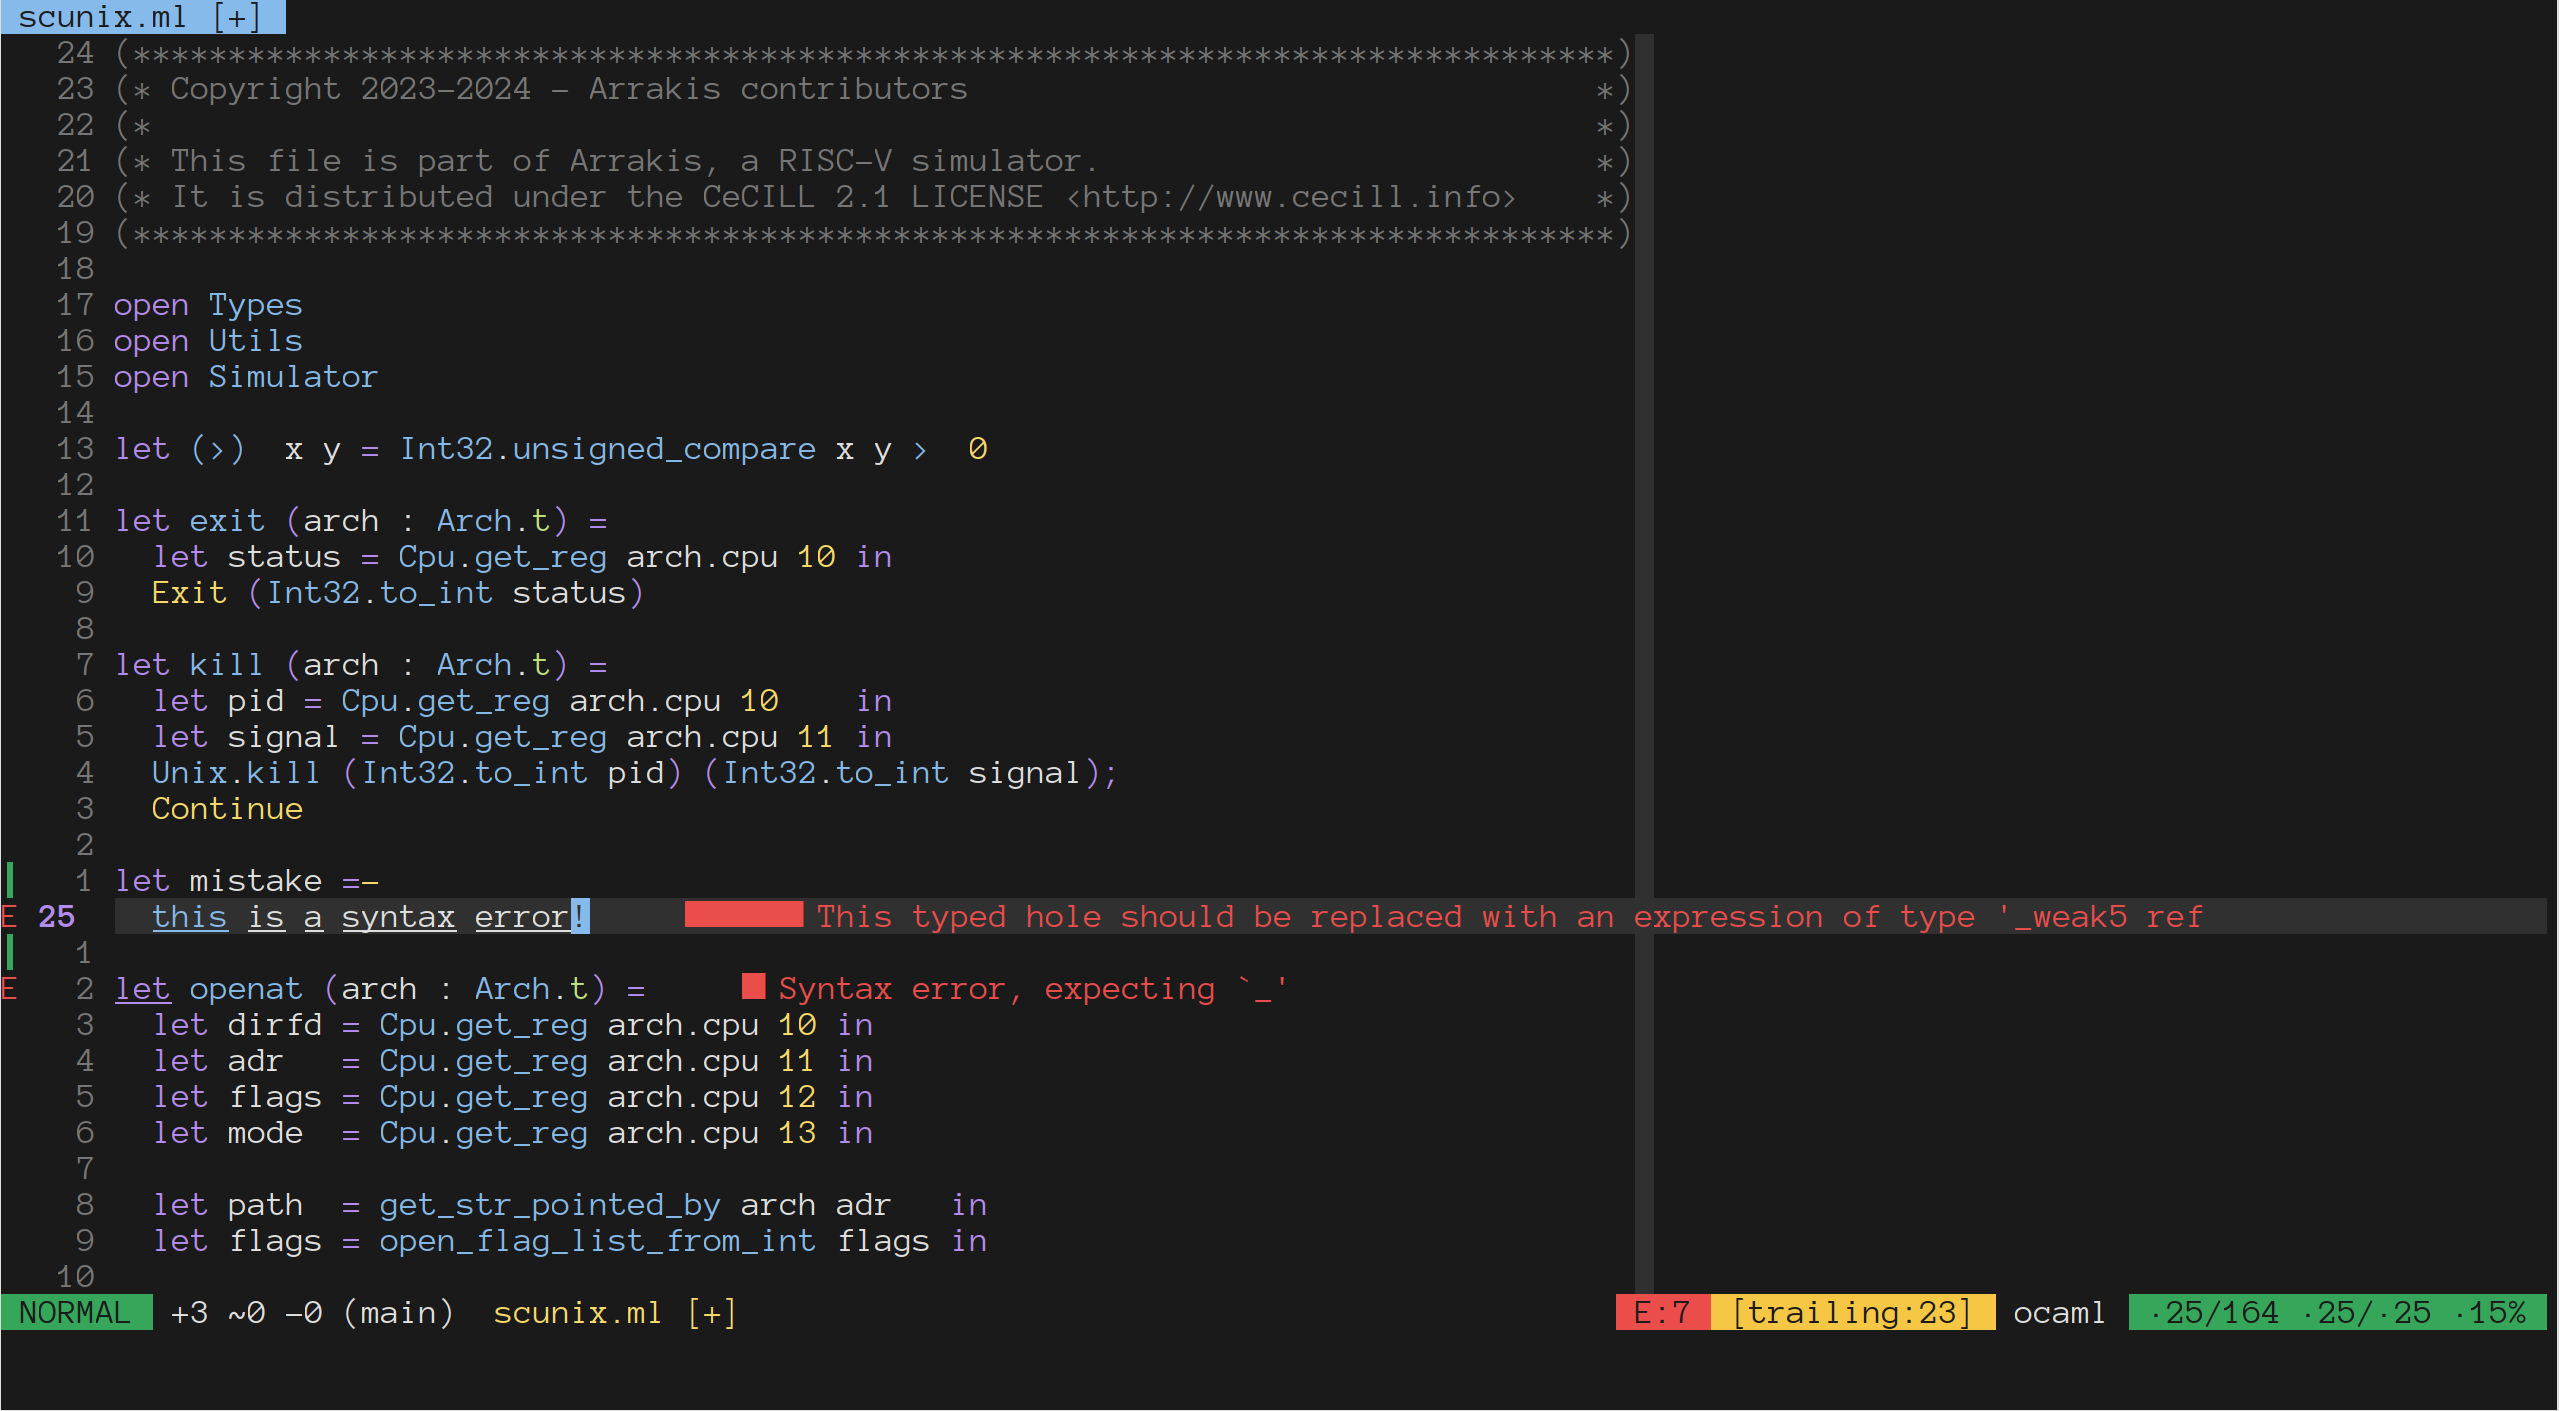 scunix.ml [+]
24 (******************************************************************************)
23 (* Copyright 2023-2024 - Arrakis contributors                                 *)
22 (*                                                                            *)
21 (* This file is part of Arrakis, a RISC-V simulator.                          *)
20 (* It is distributed under the CeCILL 2.1 LICENSE <http://www.cecill.info>    *)
19 (******************************************************************************)
18
17 open Types
16 open Utils
15 open Simulator
14
13 let (>)  x y = Int32.unsigned_compare x y >  0
12
11 let exit (arch : Arch.t) =
10   let status = Cpu.get_reg arch.cpu 10 in
9   Exit (Int32.to_int status)
8
7 let kill (arch : Arch.t) =
6   let pid = Cpu.get_reg arch.cpu 10    in
5   let signal = Cpu.get_reg arch.cpu 11 in
4   Unix.kill (Int32.to_int pid) (Int32.to_int signal);
3   Continue
2
1 let mistake =-
E 25   this is a syntax error!     ■■■■■■ This typed hole should be replaced with an expression of type '_weak5 ref
1
E 2 let openat (arch : Arch.t) =     ■ Syntax error, expecting `_'
3   let dirfd = Cpu.get_reg arch.cpu 10 in
4   let adr   = Cpu.get_reg arch.cpu 11 in
5   let flags = Cpu.get_reg arch.cpu 12 in
6   let mode  = Cpu.get_reg arch.cpu 13 in
7
8   let path  = get_str_pointed_by arch adr   in
9   let flags = open_flag_list_from_int flags in
10
NORMAL  +3 ~0 -0 (main)  scunix.ml [+]  E:7  [trailing:23]  ocaml  ·25/164 ·25/·25 ·15%